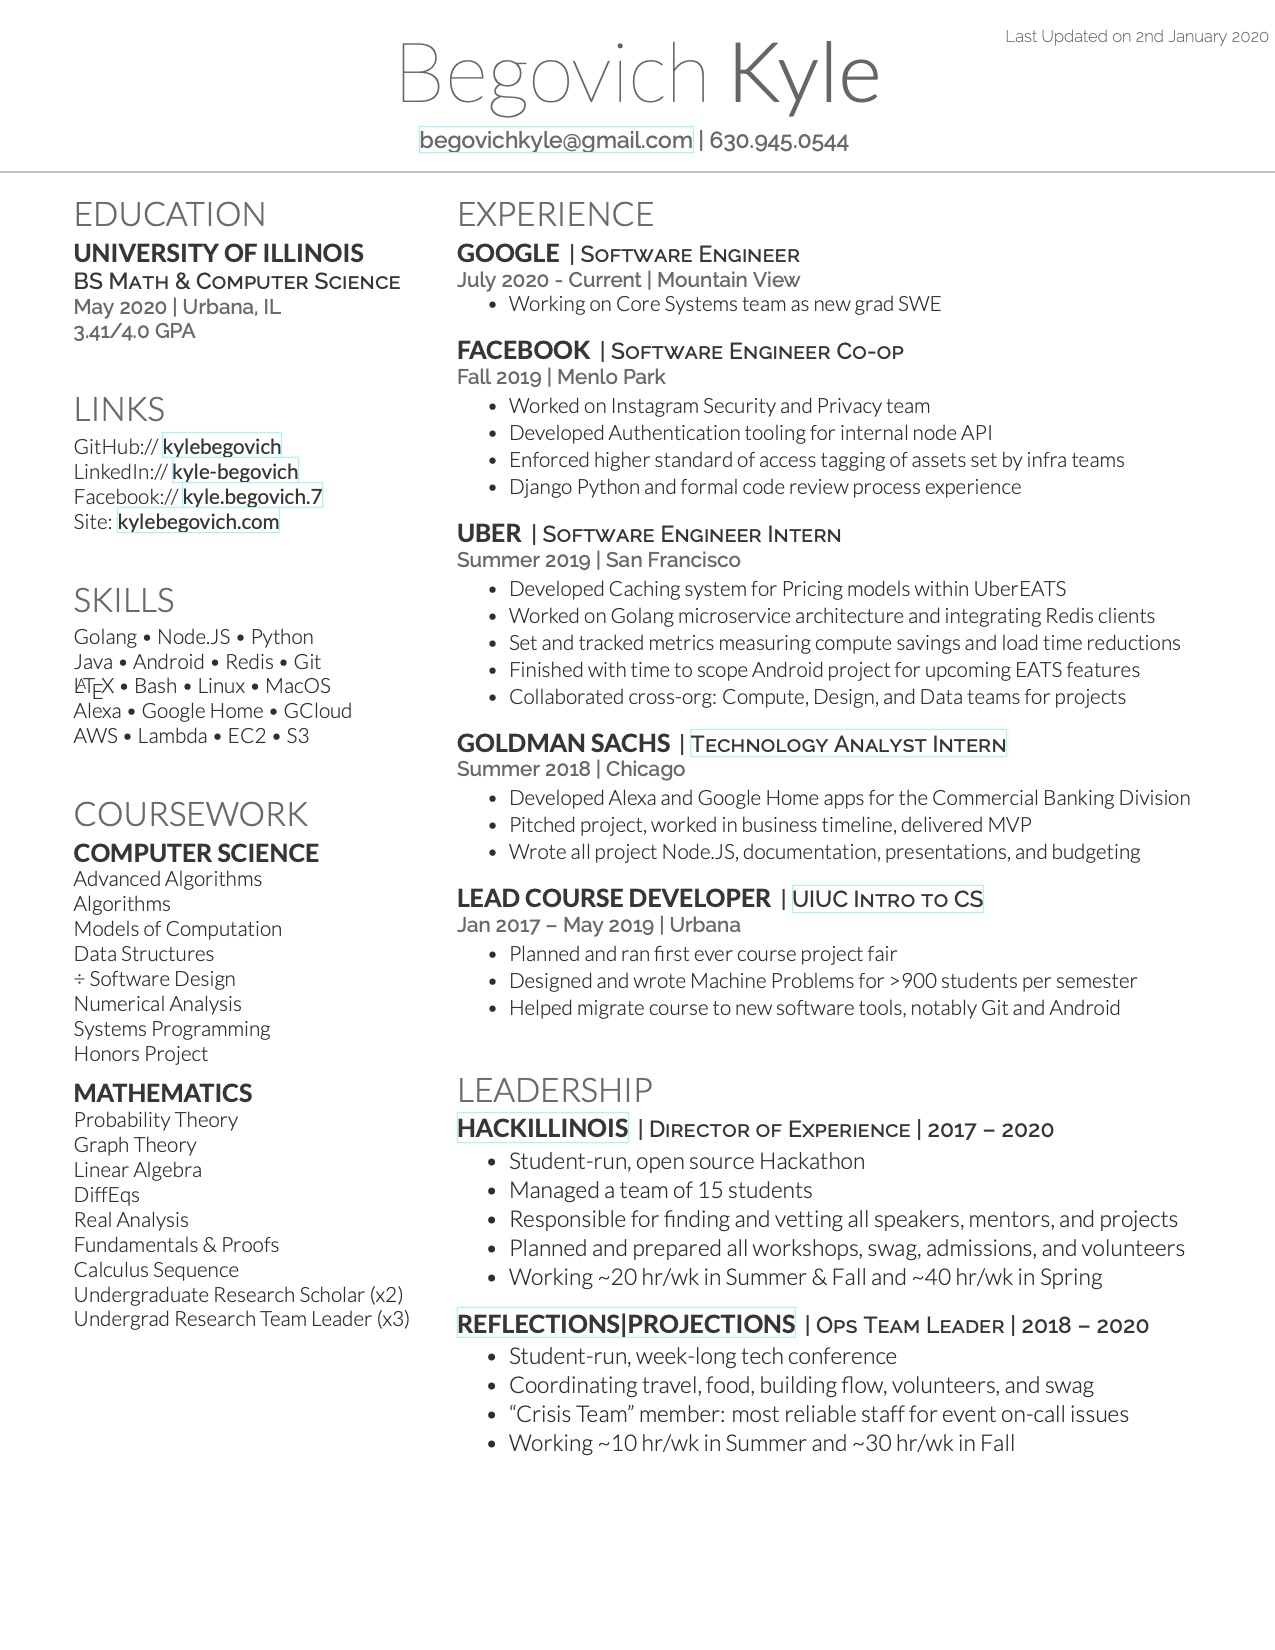 Last Updated on 2nd January 2020
Begovich Kyle
begovichkyle@gmail.com | 630.945.0544
EDUCATION
UNIVERSITY OF ILLINOIS
BS Math & Computer Science
May 2020 | Urbana, IL
3.41/4.0 GPA
LINKS
GitHub:// kylebegovich
LinkedIn:// kyle-begovich
Facebook:// kyle.begovich.7
Site: kylebegovich.com
SKILLS
Golang • Node.JS • Python
Java • Android • Redis • Git
LATEX • Bash • Linux • MacOS
Alexa • Google Home • GCloud
AWS • Lambda • EC2 • S3
COURSEWORK
COMPUTER SCIENCE
Advanced Algorithms
Algorithms
Models of Computation
Data Structures
÷ Software Design
Numerical Analysis
Systems Programming
Honors Project
MATHEMATICS
Probability Theory
Graph Theory
Linear Algebra
DiffEqs
Real Analysis
Fundamentals & Proofs
Calculus Sequence
Undergraduate Research Scholar (x2)
Undergrad Research Team Leader (x3)
EXPERIENCE
GOOGLE | Software Engineer
July 2020 - Current | Mountain View
• Working on Core Systems team as new grad SWE
FACEBOOK | Software Engineer Co-op
Fall 2019 | Menlo Park
• Worked on Instagram Security and Privacy team
• Developed Authentication tooling for internal node API
• Enforced higher standard of access tagging of assets set by infra teams
• Django Python and formal code review process experience
UBER | Software Engineer Intern
Summer 2019 | San Francisco
• Developed Caching system for Pricing models within UberEATS
• Worked on Golang microservice architecture and integrating Redis clients
• Set and tracked metrics measuring compute savings and load time reductions
• Finished with time to scope Android project for upcoming EATS features
• Collaborated cross-org: Compute, Design, and Data teams for projects
GOLDMAN SACHS | Technology Analyst Intern
Summer 2018 | Chicago
• Developed Alexa and Google Home apps for the Commercial Banking Division
• Pitched project, worked in business timeline, delivered MVP
• Wrote all project Node.JS, documentation, presentations, and budgeting
LEAD COURSE DEVELOPER | UIUC Intro to CS
Jan 2017 – May 2019 | Urbana
• Planned and ran first ever course project fair
• Designed and wrote Machine Problems for >900 students per semester
• Helped migrate course to new software tools, notably Git and Android
LEADERSHIP
HACKILLINOIS | Director of Experience | 2017 – 2020
• Student-run, open source Hackathon
• Managed a team of 15 students
• Responsible for finding and vetting all speakers, mentors, and projects
• Planned and prepared all workshops, swag, admissions, and volunteers
• Working ~20 hr/wk in Summer & Fall and ~40 hr/wk in Spring
REFLECTIONS|PROJECTIONS | Ops Team Leader | 2018 – 2020
• Student-run, week-long tech conference
• Coordinating travel, food, building flow, volunteers, and swag
• “Crisis Team” member: most reliable staff for event on-call issues
• Working ~10 hr/wk in Summer and ~30 hr/wk in Fall